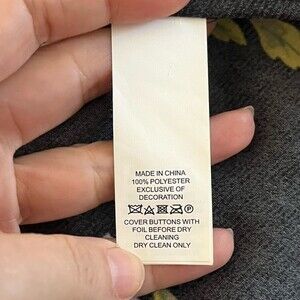 MADE IN CHINA
100% POLYESTER
EXCLUSIVE OF
DECORATION
COVER BUTTONS WITH
FOIL BEFORE DRY
CLEANING
DRY CLEAN ONLY